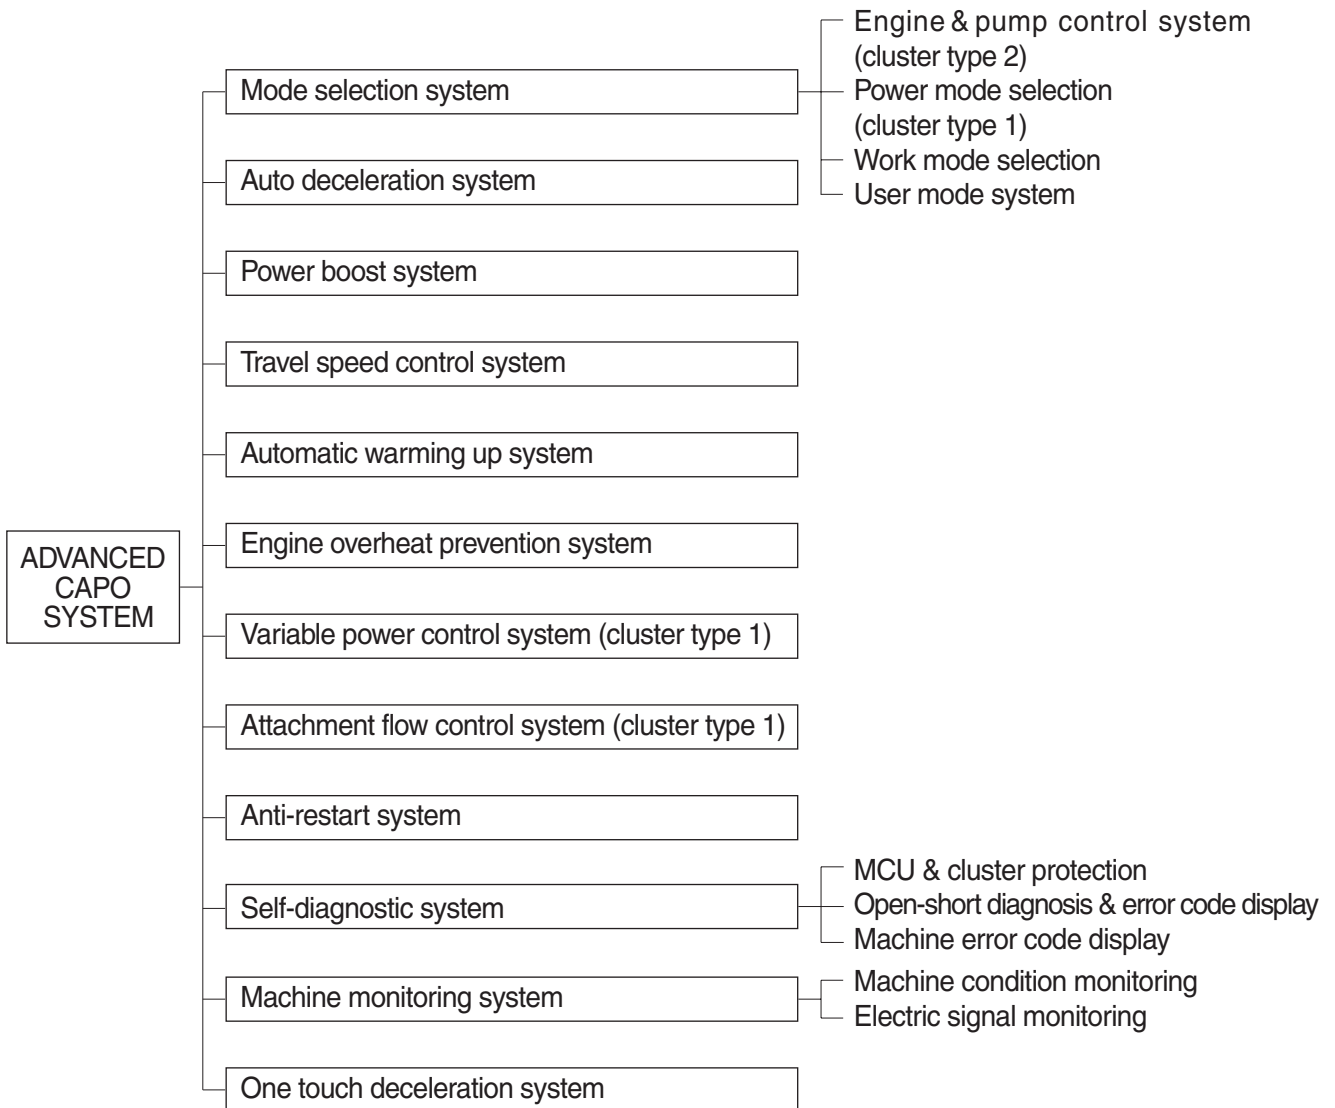 Engine & pump control system
(cluster type 2)
Mode selection system
Power mode selection
(cluster type 1)
Work mode selection
Auto deceleration system
User mode system
Power boost system
Travel speed control system
Automatic warming up system
Engine overheat prevention system
ADVANCED
CAPO
SYSTEM
Variable power control system (cluster type 1)
Attachment flow control system (cluster type 1)
Anti-restart system
MCU & cluster protection
Self-diagnostic system
Open-short diagnosis & error code display
Machine error code display
Machine condition monitoring
Machine monitoring system
Electric signal monitoring
One touch deceleration system